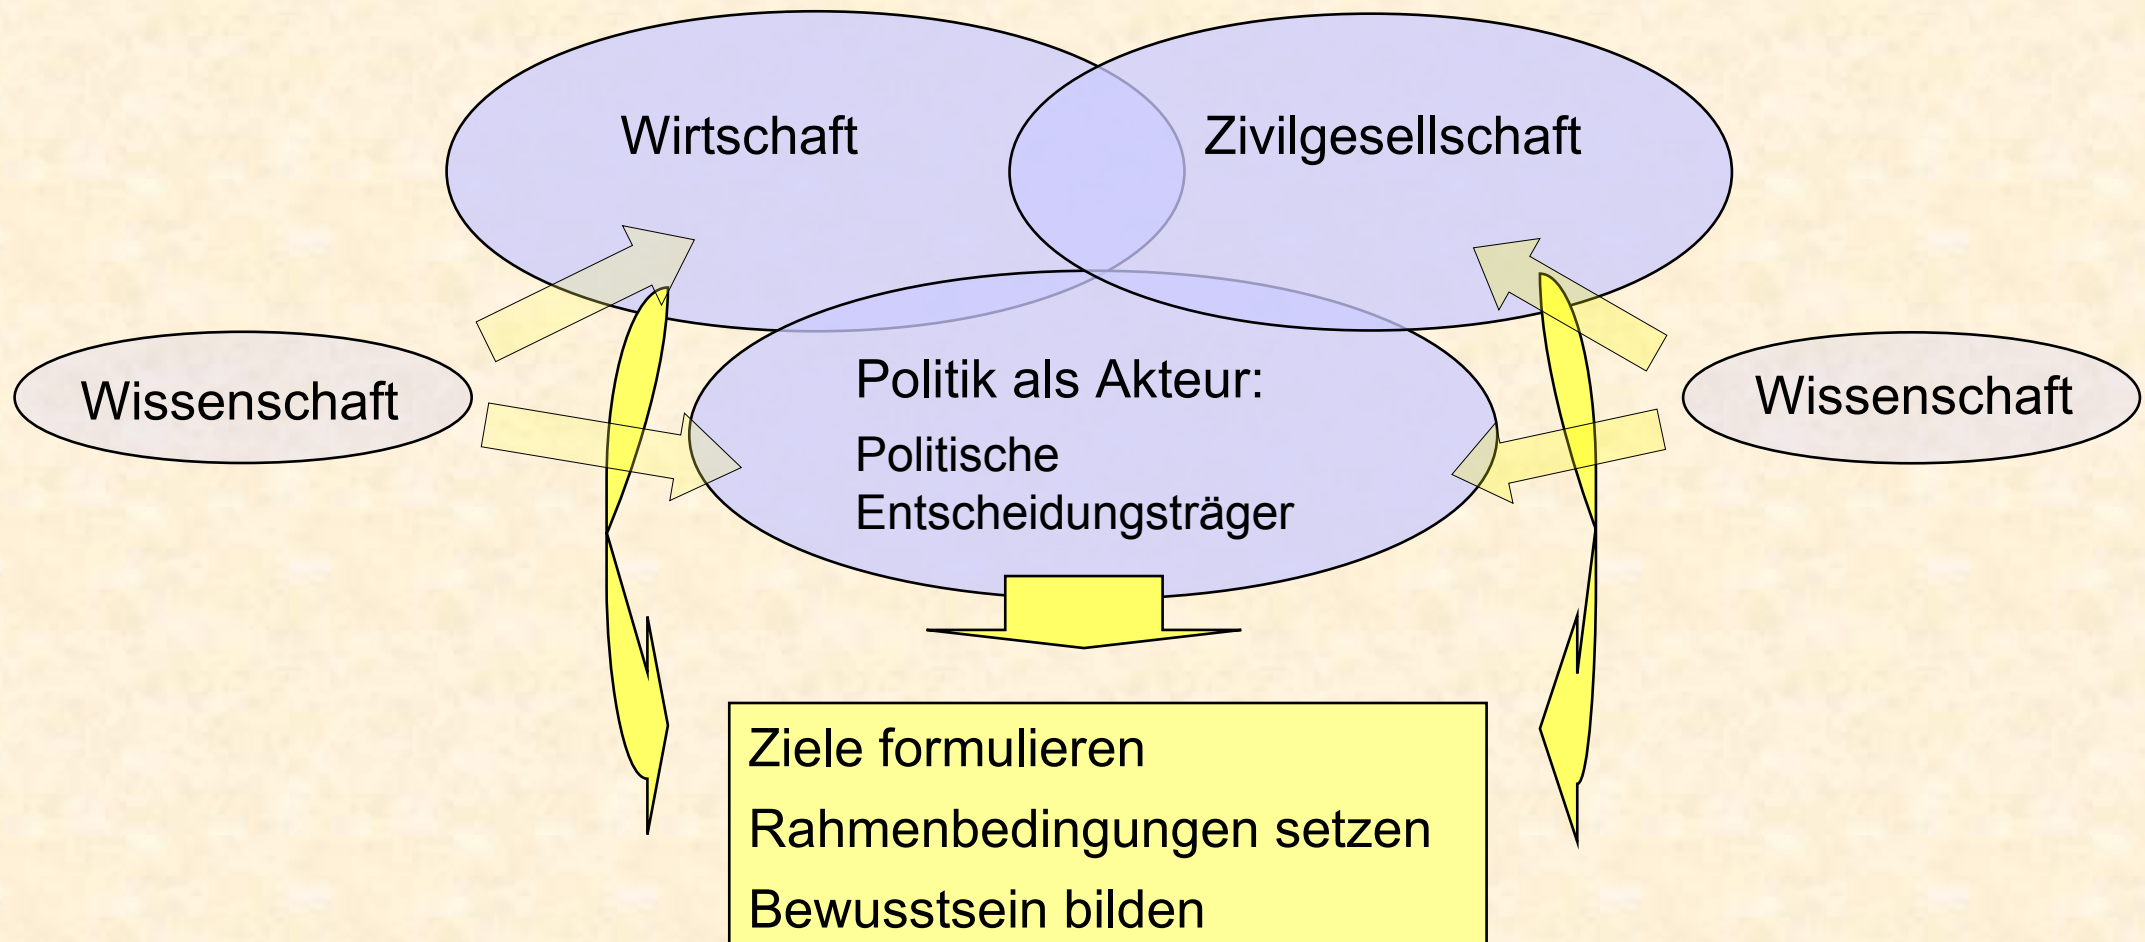 Wirtschaft
Zivilgesellschaft
Wissenschaft
Politik als Akteur:
Politische
Entscheidungsträger
Wissenschaft
Ziele formulieren
Rahmenbedingungen setzen
Bewusstsein bilden